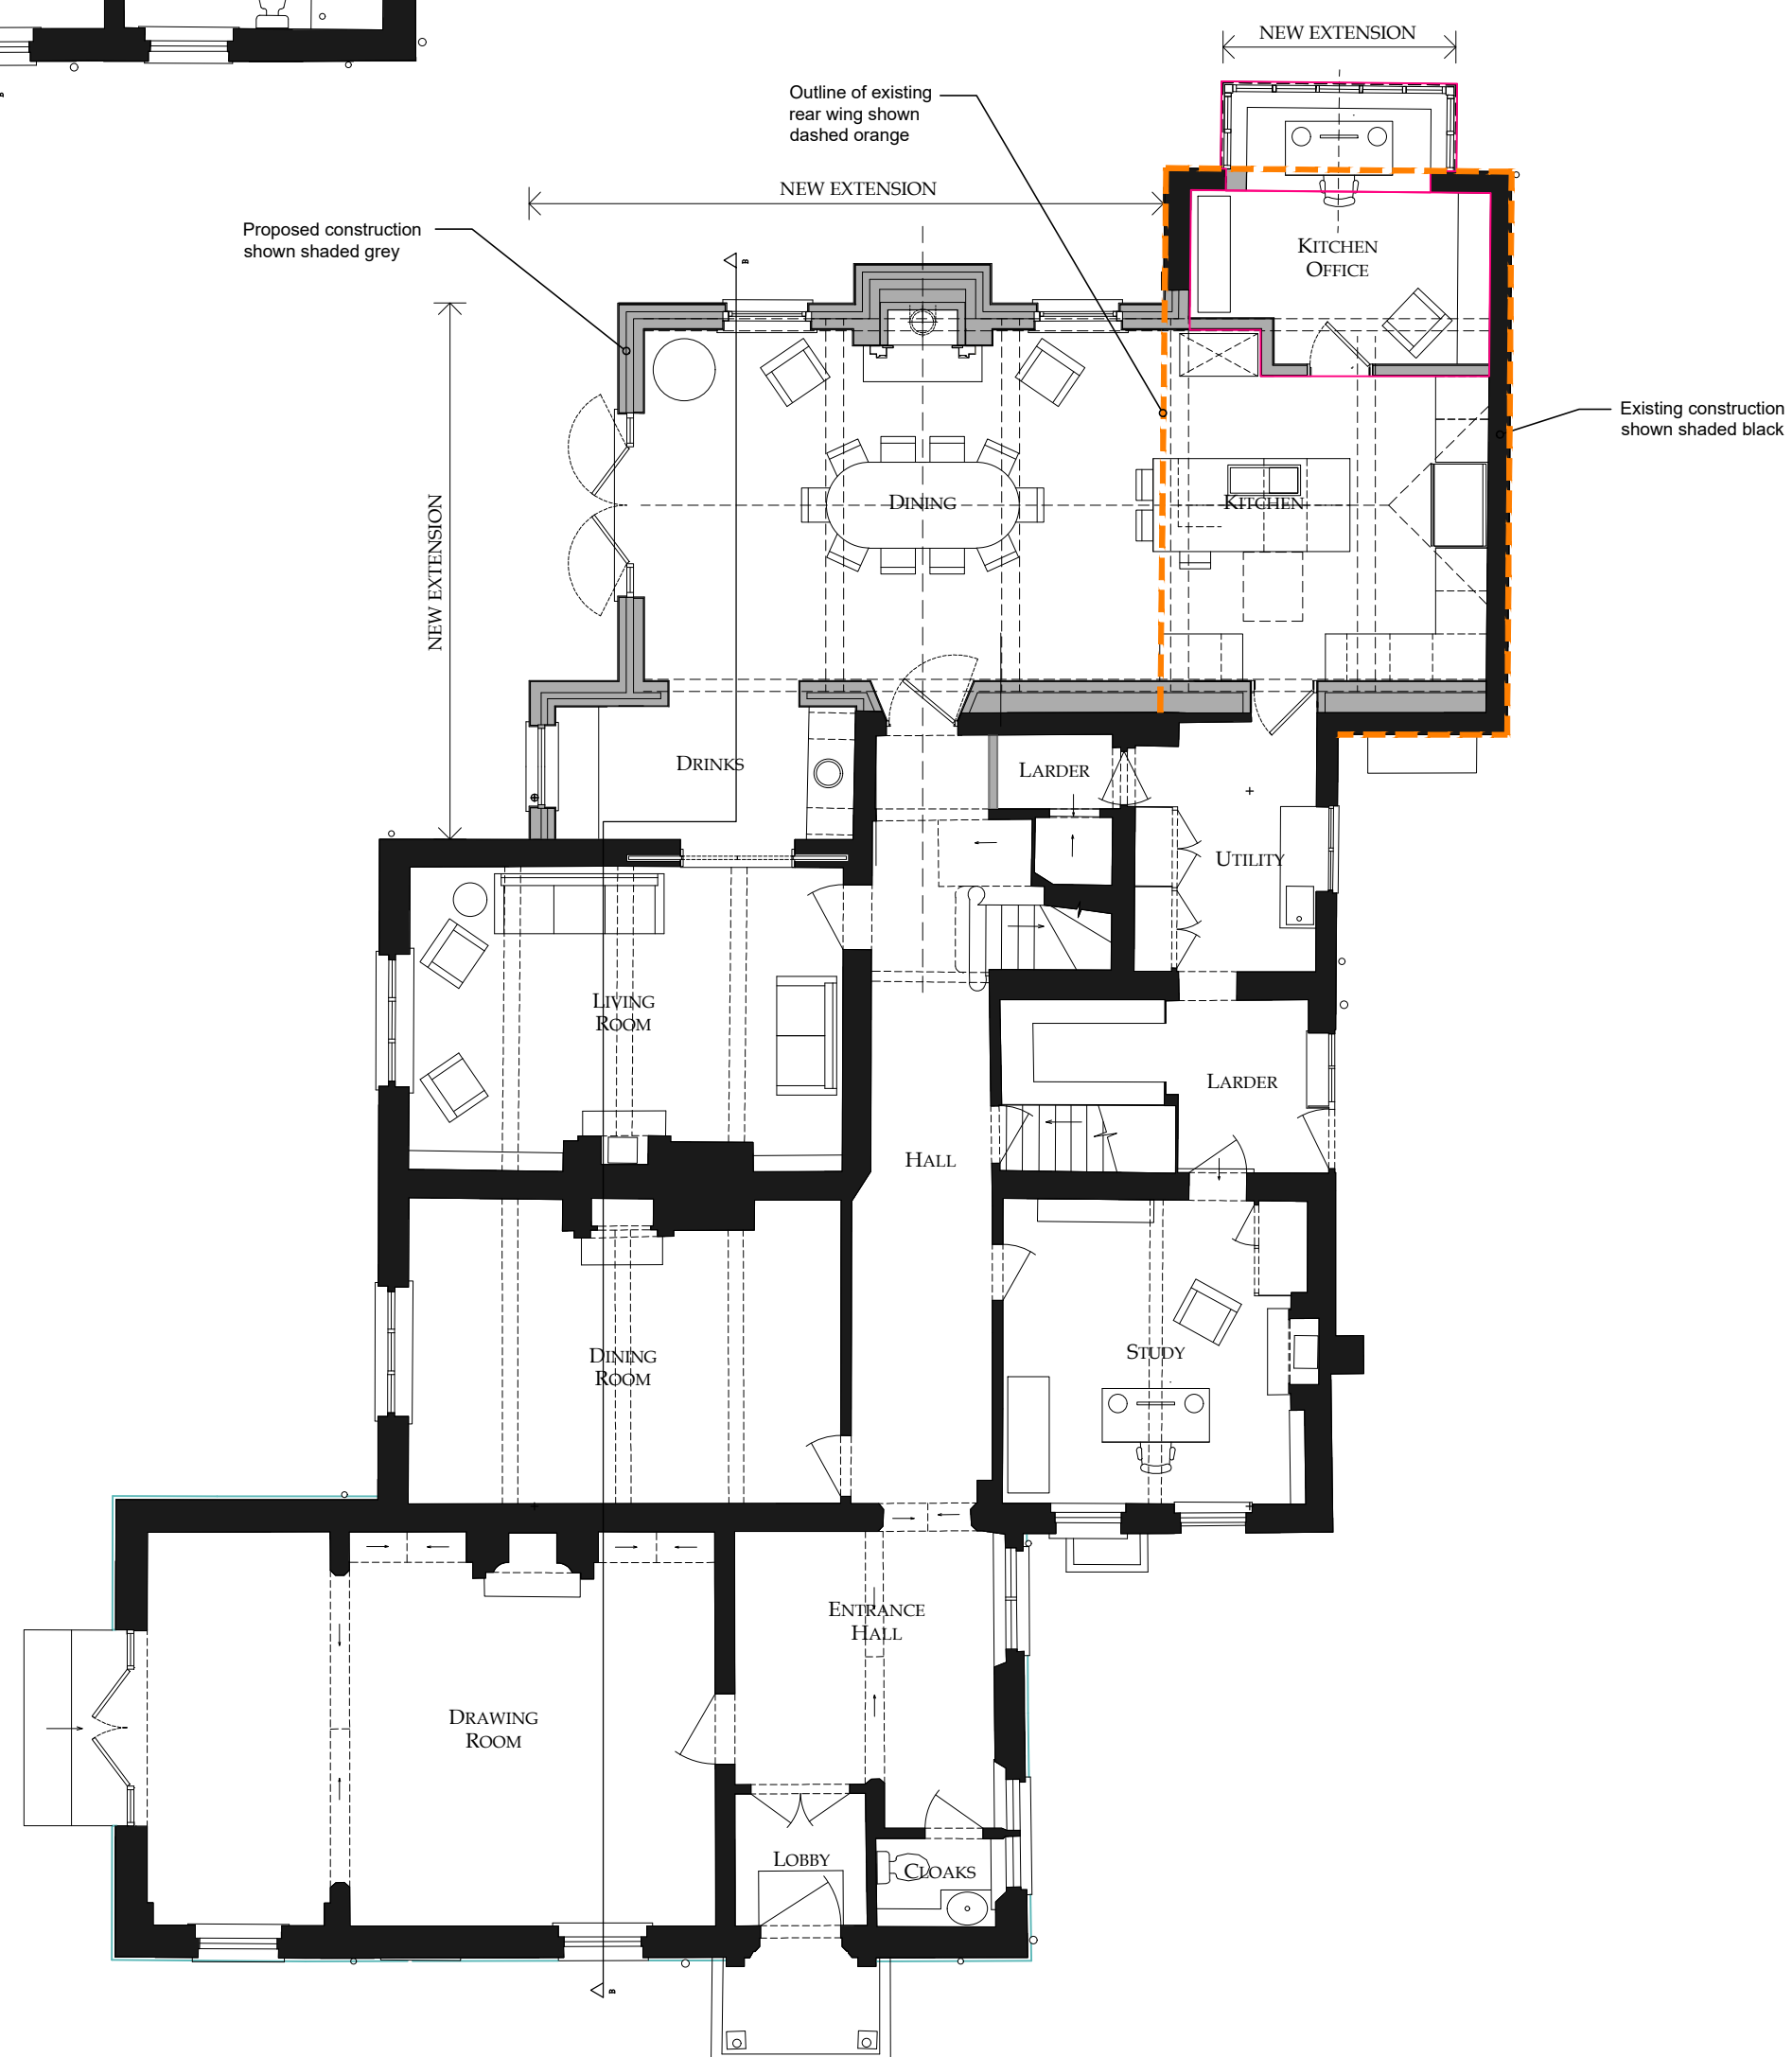 NEW EXTENSION
Outline of existing
rear wing shown
dashed orange
NEW EXTENSION
Proposed construction
shown shaded grey
KITCHEN
OFFICE
Existing construction
shown shaded black
NEW EXTENSION
DINING
KITCHEN
DRINKS
LARDER
UTILITY
LIVING
ROOM
LARDER
HALL
DINING
ROOM
STUDY
ENTRANCE
HALL
DRAWING
ROOM
LOBBY
CLOAKS
B
B
B